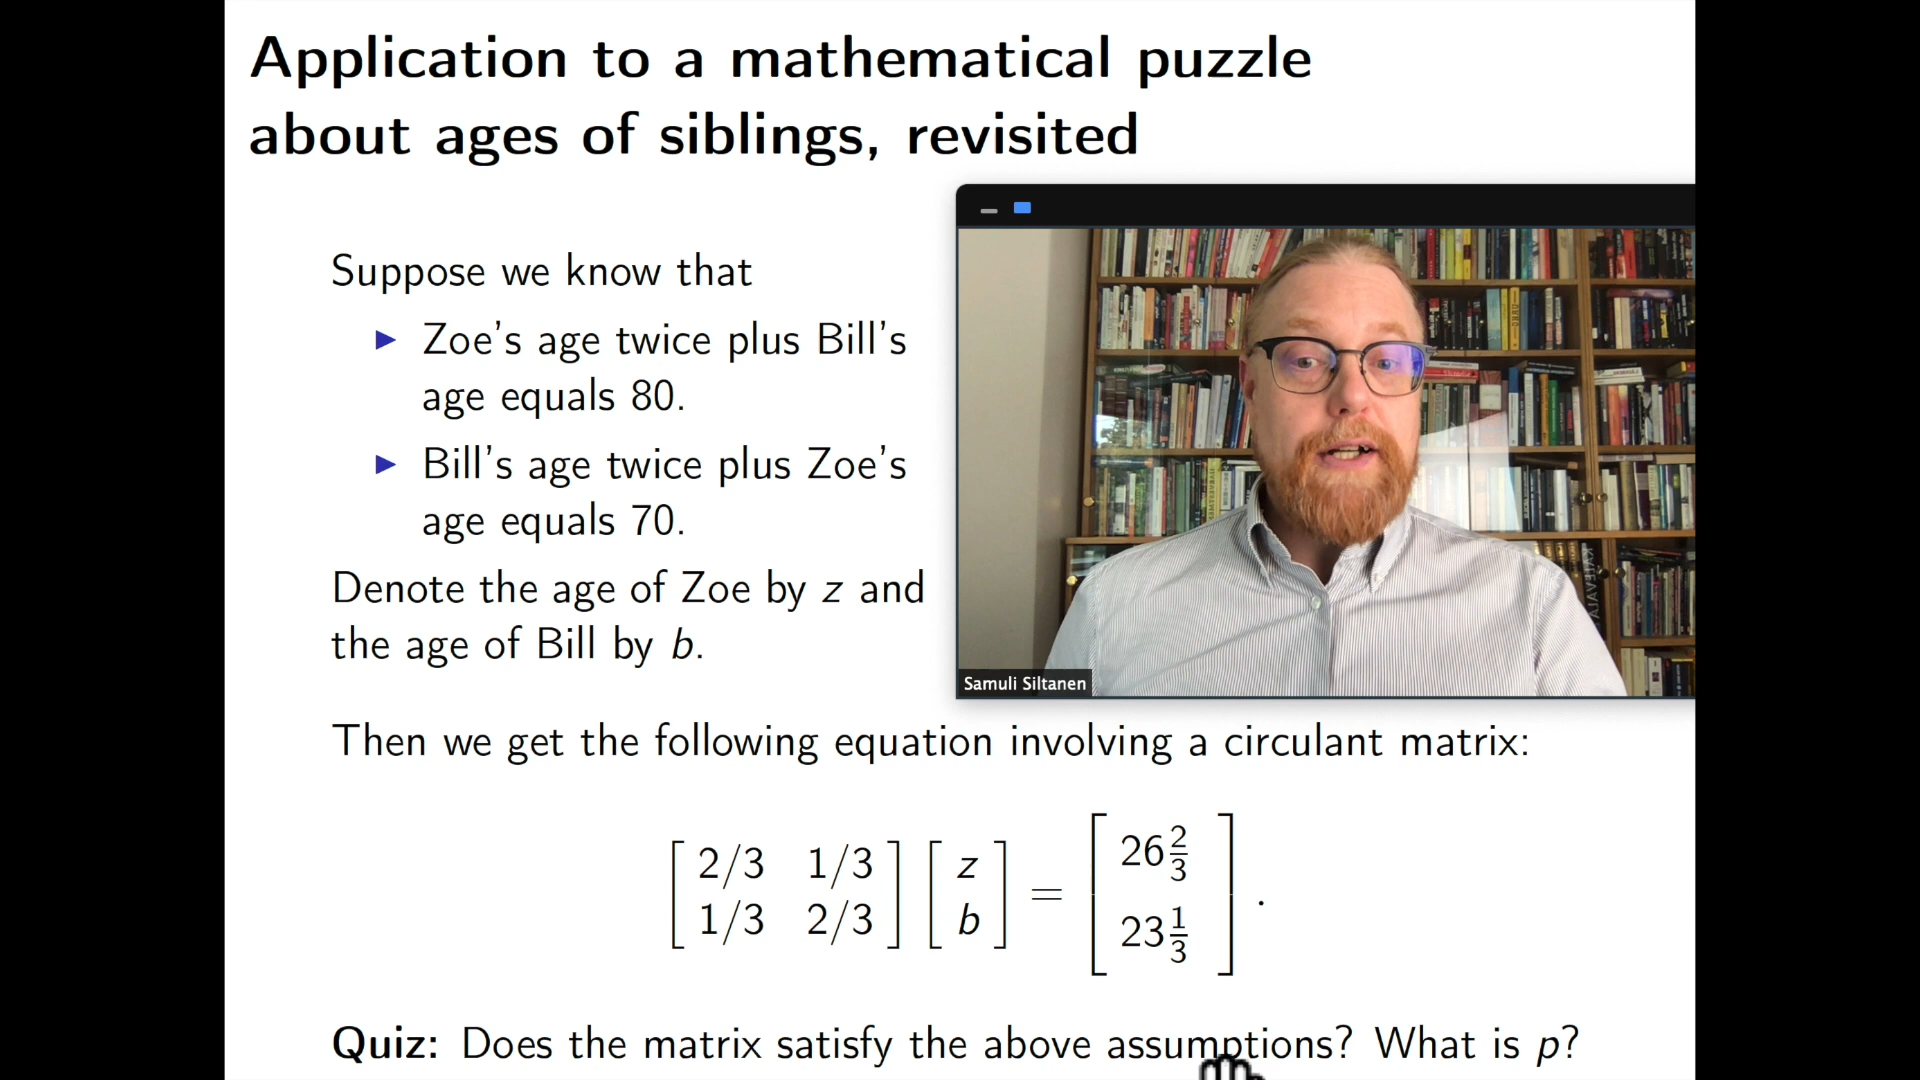 Application to a mathematical puzzle
about ages of siblings, revisited
Suppose we know that
▶ Zoe's age twice plus Bill's
age equals 80.
▶ Bill's age twice plus Zoe's
age equals 70.
Denote the age of Zoe by z and
the age of Bill by b.
Samuli Siltanen
Then we get the following equation involving a circulant matrix:
[2/3 1/3; 1/3 2/3] [z; b] = [26 2/3; 23 1/3].
Quiz: Does the matrix satisfy the above assumptions? What is p?